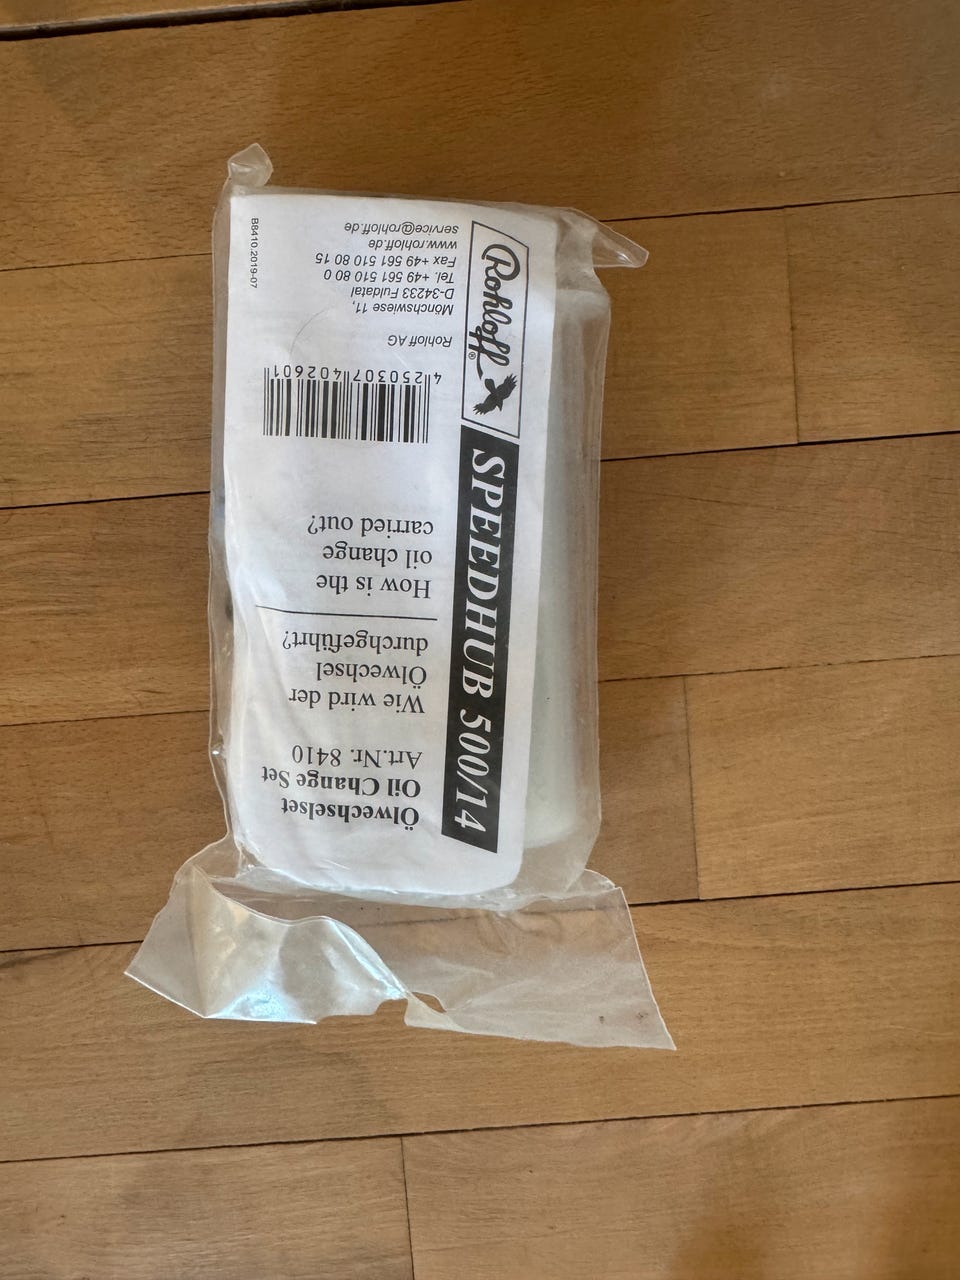 Rohloff®
SPEEDHUB 500/14
Ölwechselset
Oil Change Set
Art.Nr. 8410
Wie wird der
Ölwechsel
durchgeführt?
How is the
oil change
carried out?
4 250307 402601
Rohloff AG
Mönchswiese 11,
D-34233 Fuldatal
Tel. +49 561 510 80 0
Fax +49 561 510 80 15
www.rohloff.de
service@rohloff.de
B8410.2019-07